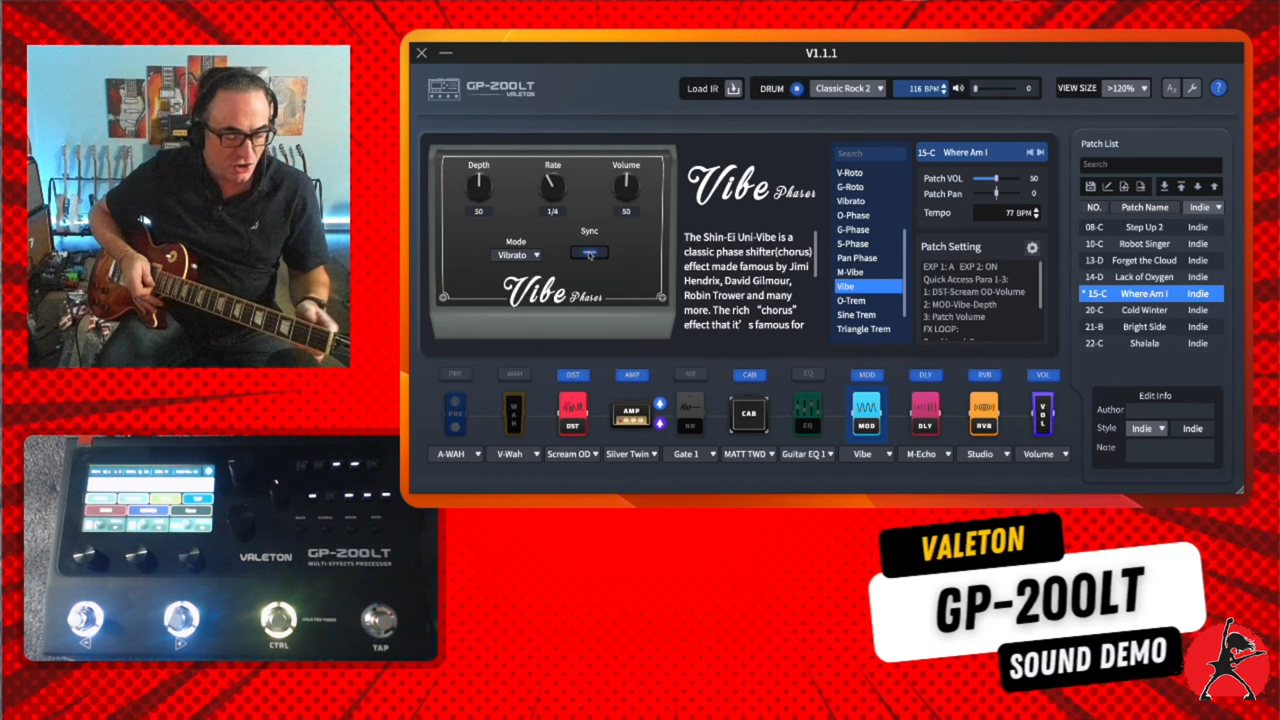 V1.1.1
GP-200LT
VALETON
Load IR
DRUM
Classic Rock 2
116 BPM
0
VIEW SIZE
>120%
?
Depth
Rate
Volume
50
1/4
50
Sync
Mode
Vibrato
Vibe Phaser
Vibe Phaser
The Shin-Ei Uni-Vibe is a
classic phase shifter(chorus)
effect made famous by Jimi
Hendrix, David Gilmour,
Robin Trower and many
more. The rich “chorus”
effect that it’s famous for
Search
V-Roto
G-Roto
Vibrato
O-Phase
G-Phase
S-Phase
Pan Phase
M-Vibe
Vibe
O-Trem
Sine Trem
Triangle Trem
15-C Where Am I
Patch VOL 50
Patch Pan 0
Tempo 77 BPM
Patch Setting
EXP 1: A EXP 2: ON
Quick Access Para 1-3:
1: DST-Scream OD-Volume
2: MOD-Vibe-Depth
3: Patch Volume
FX LOOP:
Patch List
Search
NO. Patch Name Indie
08-C Step Up 2 Indie
10-C Robot Singer Indie
13-D Forget the Cloud Indie
14-D Lack of Oxygen Indie
* 15-C Where Am I Indie
20-C Cold Winter Indie
21-B Bright Side Indie
22-C Shalala Indie
Edit Info
Author
Style Indie Indie
Note
PRE WAH DST AMP NR CAB EQ MOD DLY RVB VOL
PRE WAH DST AMP NR CAB EQ MOD DLY RVB VOL
A-WAH V-Wah Scream OD Silver Twin Gate 1 MATT TWD Guitar EQ 1 Vibe M-Echo Studio Volume
VALETON
GP-200LT
MULTI-EFFECTS PROCESSOR
CTRL
HOLD FOR TUNER
TAP
VALETON
GP-200LT
SOUND DEMO